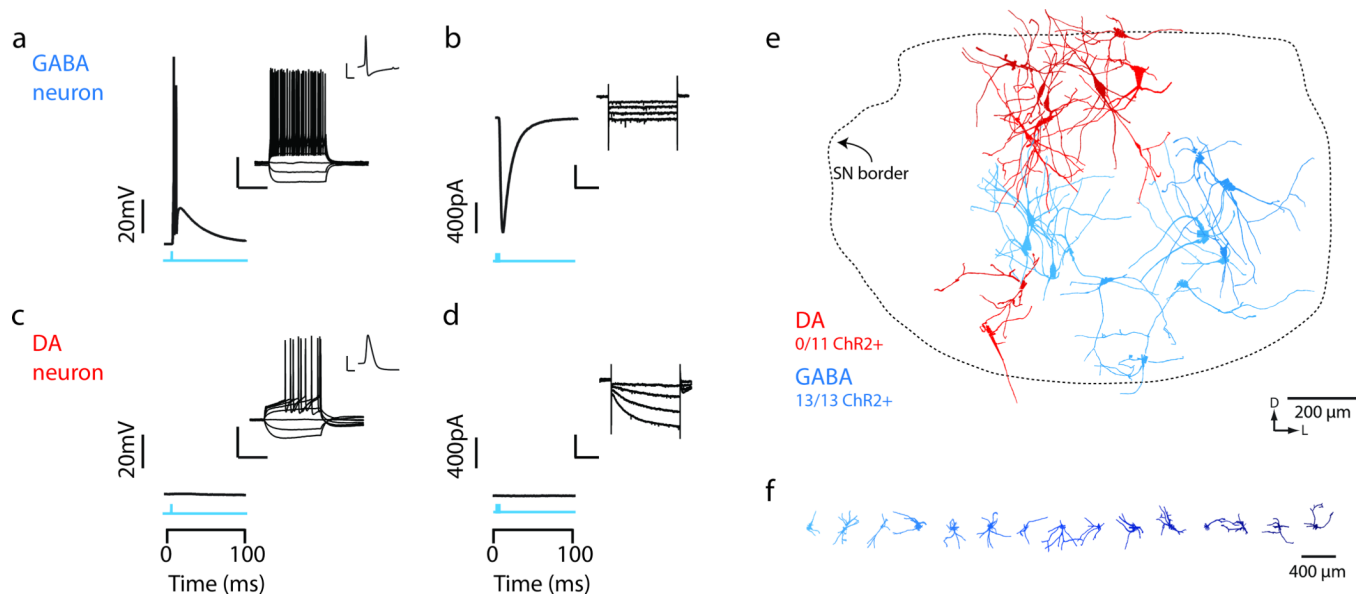 a
GABA
neuron
20mV
b
400pA
c
DA
neuron
20mV
0
100
Time (ms)
d
400pA
0
100
Time (ms)
e
SN border
DA
0/11 ChR2+
GABA
13/13 ChR2+
200 µm
D
L
f
400 µm